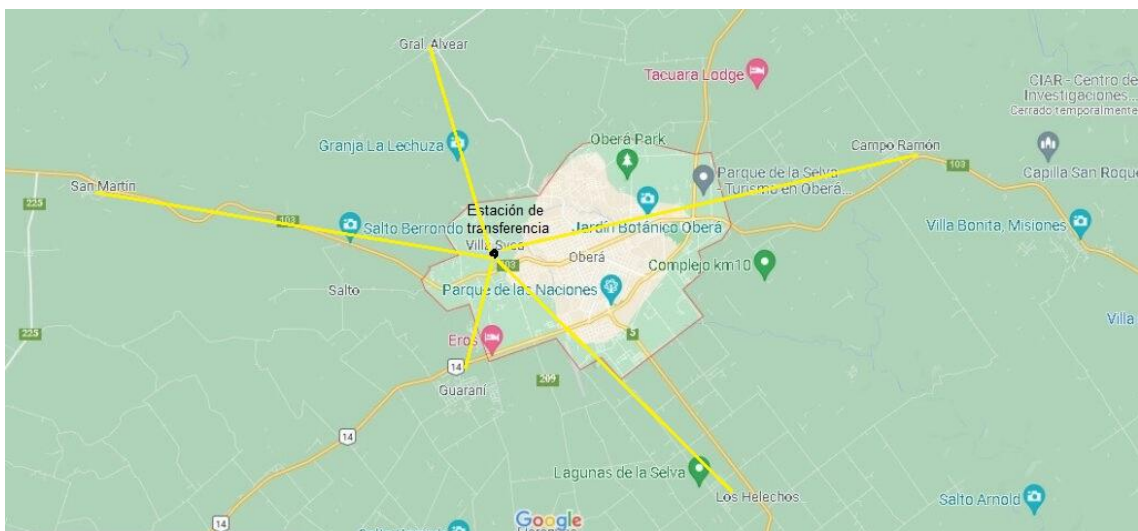 Gral. Alvear
Tacuara Lodge
CIAR - Centro de
Investigaciones...
Cerrado temporalmente
Oberá Park
Granja La Lechuza
Campo Ramón
103
Capilla San Roque
Parque de la Selva
- Turismo en Oberá...
San Martín
225
Estación de
transferencia
103
Salto Berrondo
Villa Svea
Jardín Botánico Oberá
Villa Bonita, Misiones
103
Oberá
Complejo km10
Salto
Parque de las Naciones
225
Eros
5
Villa
14
209
Guaraní
14
Lagunas de la Selva
Los Helechos
Salto Arnold
Google